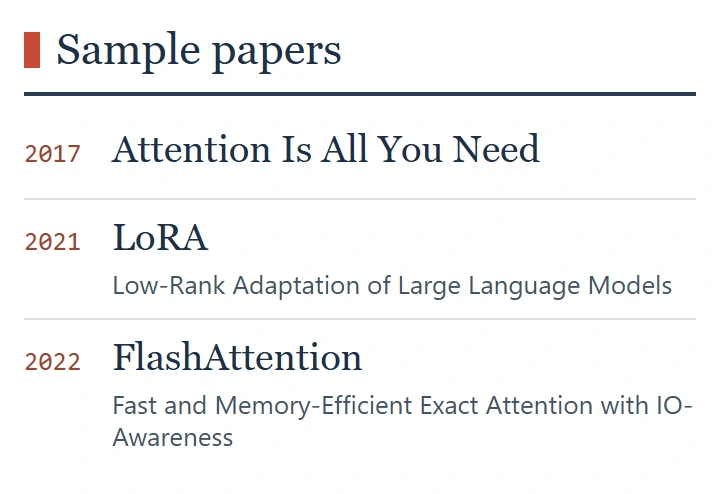 Sample papers
2017 Attention Is All You Need
2021 LoRA
Low-Rank Adaptation of Large Language Models
2022 FlashAttention
Fast and Memory-Efficient Exact Attention with IO-
Awareness